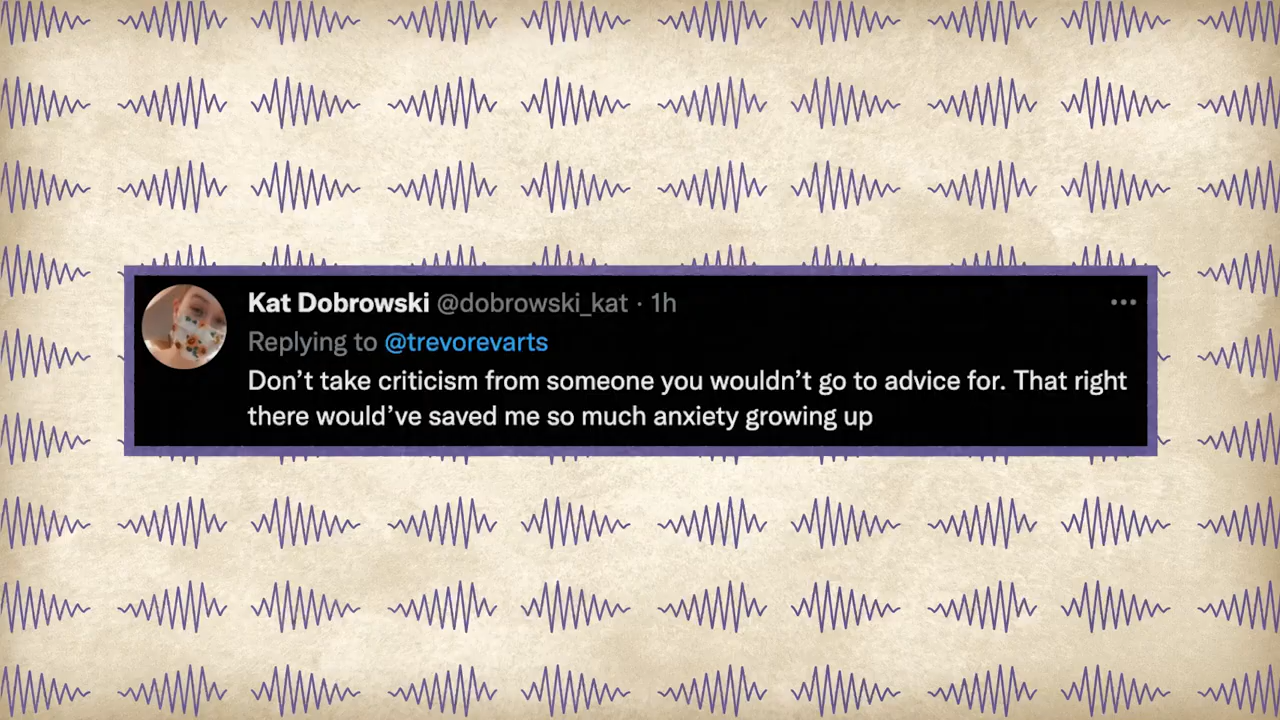 Kat Dobrowski @dobrowski_kat · 1h
Replying to @trevorevarts
Don’t take criticism from someone you wouldn’t go to advice for. That right
there would’ve saved me so much anxiety growing up